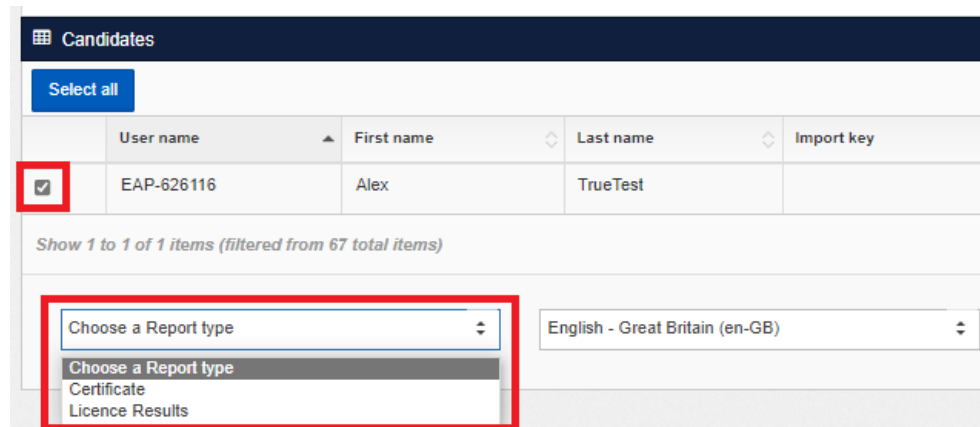 Candidates
Select all
User name First name Last name Import key
EAP-626116 Alex TrueTest
Show 1 to 1 of 1 items (filtered from 67 total items)
Choose a Report type English - Great Britain (en-GB)
Choose a Report type
Certificate
Licence Results